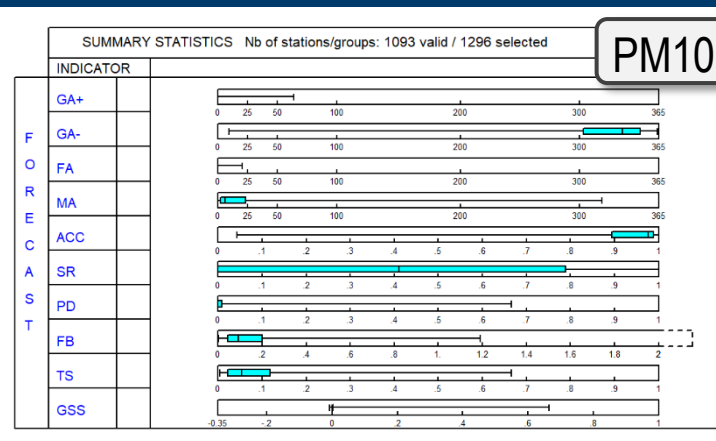 SUMMARY STATISTICS Nb of stations/groups: 1093 valid / 1296 selected
PM10
INDICATOR
FORECAST
GA+
0 25 50 100 200 300 365
GA-
0 25 50 100 200 300 365
FA
0 25 50 100 200 300 365
MA
0 25 50 100 200 300 365
ACC
0 .1 .2 .3 .4 .5 .6 .7 .8 .9 1
SR
0 .1 .2 .3 .4 .5 .6 .7 .8 .9 1
PD
0 .1 .2 .3 .4 .5 .6 .7 .8 .9 1
FB
0 .2 .4 .6 .8 1. 1.2 1.4 1.6 1.8 2
TS
0 .1 .2 .3 .4 .5 .6 .7 .8 .9 1
GSS
-0.35 -.2 0 .2 .4 .6 .8 1